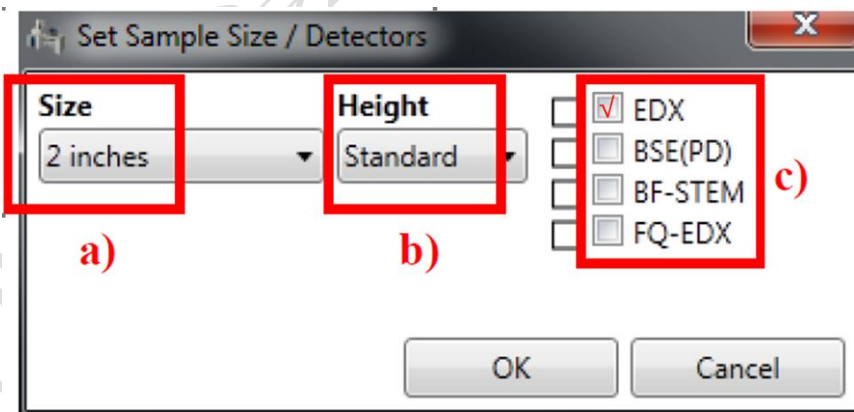 Set Sample Size / Detectors
X
Size
Height
2 inches
Standard
√ EDX
BSE(PD)
BF-STEM
FQ-EDX
a)
b)
c)
OK
Cancel